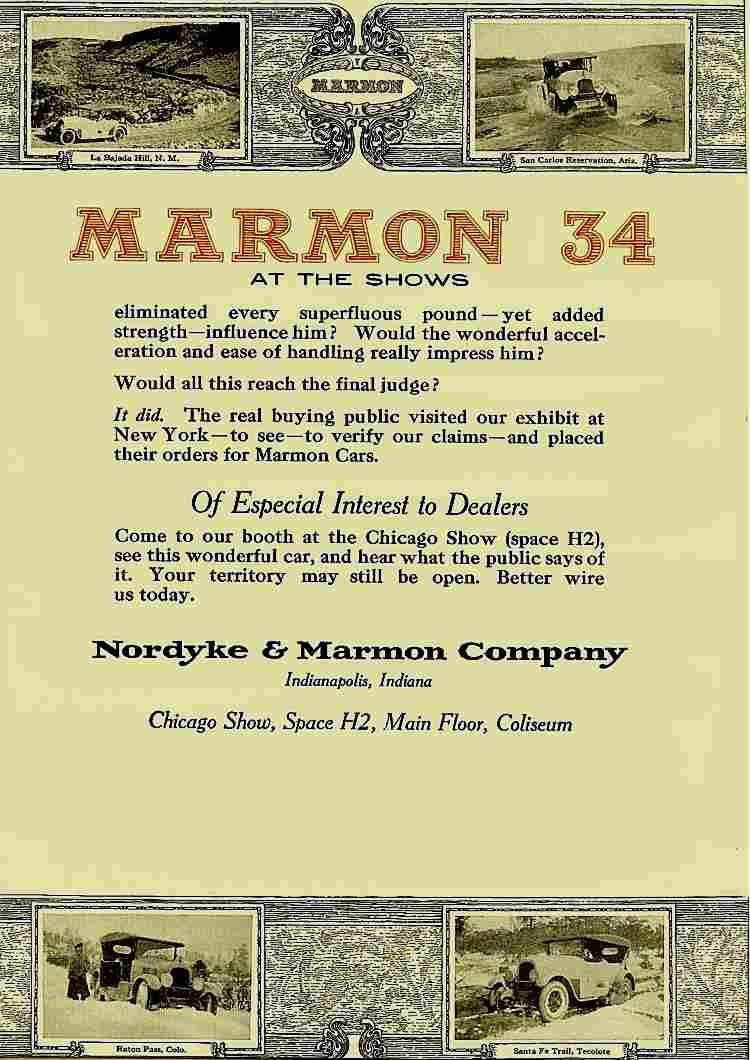 MARMON
La Bajada Hill, N. M.
San Carlos Reservation, Ariz.
MARMON 34
AT THE SHOWS
eliminated every superfluous pound—yet added
strength—influence him? Would the wonderful accel-
eration and ease of handling really impress him?
Would all this reach the final judge?
It did. The real buying public visited our exhibit at
New York—to see—to verify our claims—and placed
their orders for Marmon Cars.
Of Especial Interest to Dealers
Come to our booth at the Chicago Show (space H2),
see this wonderful car, and hear what the public says of
it. Your territory may still be open. Better wire
us today.
Nordyke & Marmon Company
Indianapolis, Indiana
Chicago Show, Space H2, Main Floor, Coliseum
Raton Pass, Colo.
Santa Fe Trail, Tecolote